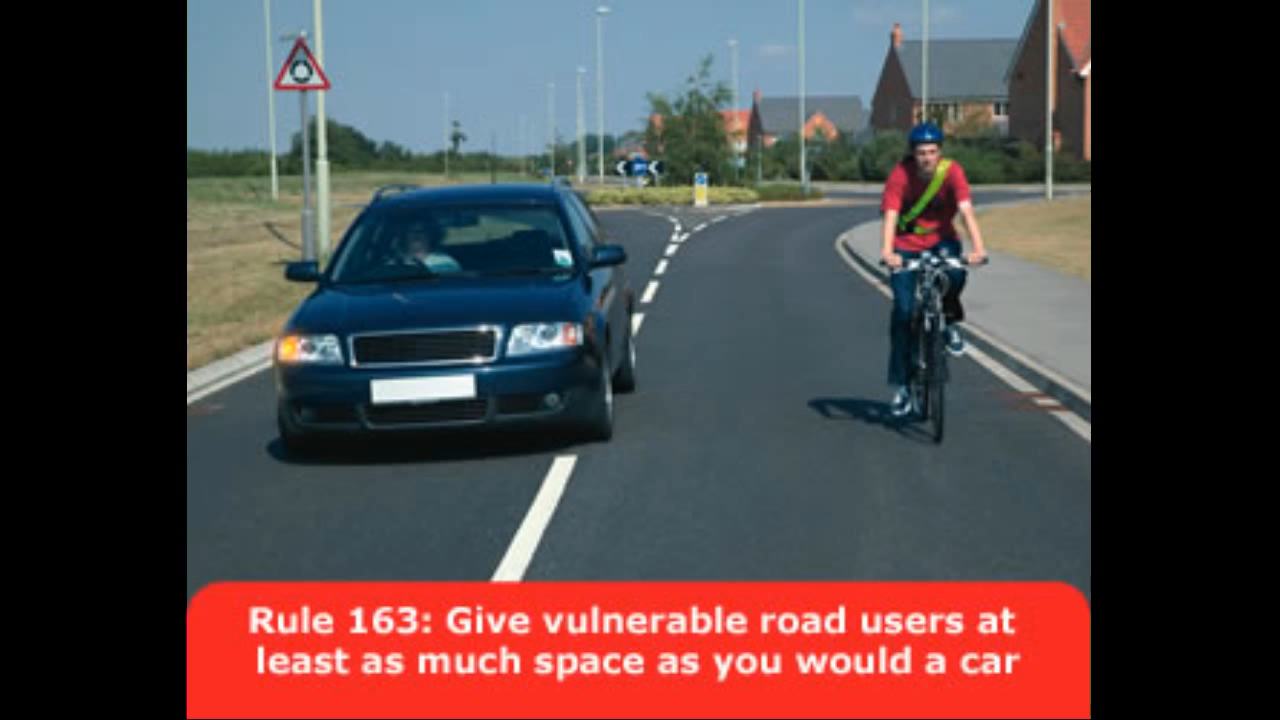 Rule 163: Give vulnerable road users at
least as much space as you would a car